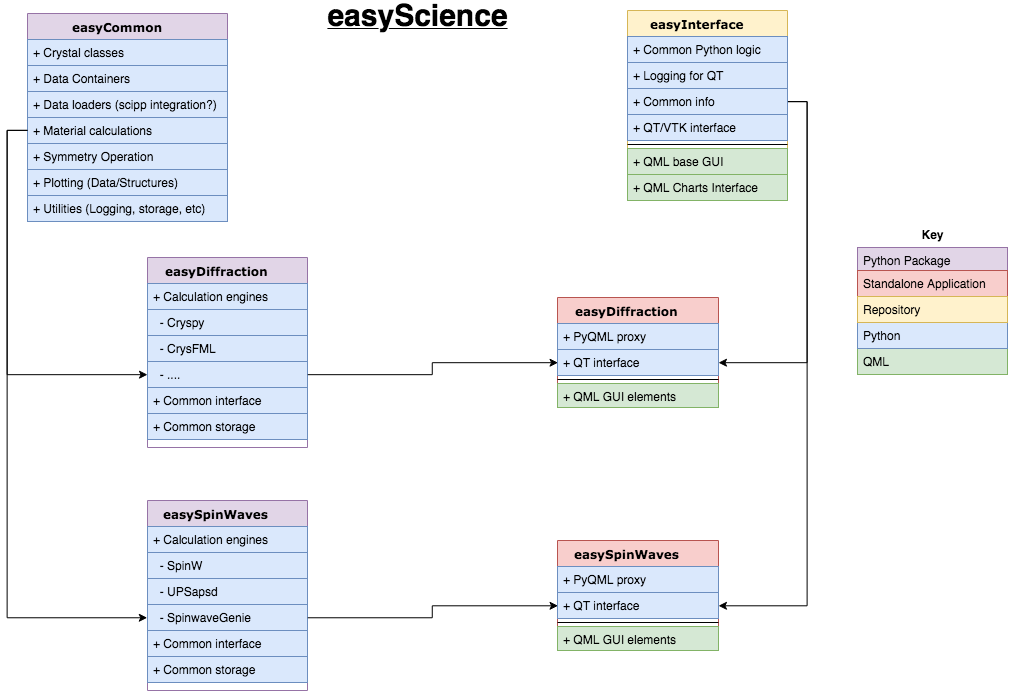 easyScience
easyCommon
+ Crystal classes
+ Data Containers
+ Data loaders (scipp integration?)
+ Material calculations
+ Symmetry Operation
+ Plotting (Data/Structures)
+ Utilities (Logging, storage, etc)
easyInterface
+ Common Python logic
+ Logging for QT
+ Common info
+ QT/VTK interface
+ QML base GUI
+ QML Charts Interface
Key
Python Package
Standalone Application
Repository
Python
QML
easyDiffraction
+ Calculation engines
- Cryspy
- CrysFML
- ....
+ Common interface
+ Common storage
easyDiffraction
+ PyQML proxy
+ QT interface
+ QML GUI elements
easySpinWaves
+ Calculation engines
- SpinW
- UPSapsd
- SpinwaveGenie
+ Common interface
+ Common storage
easySpinWaves
+ PyQML proxy
+ QT interface
+ QML GUI elements